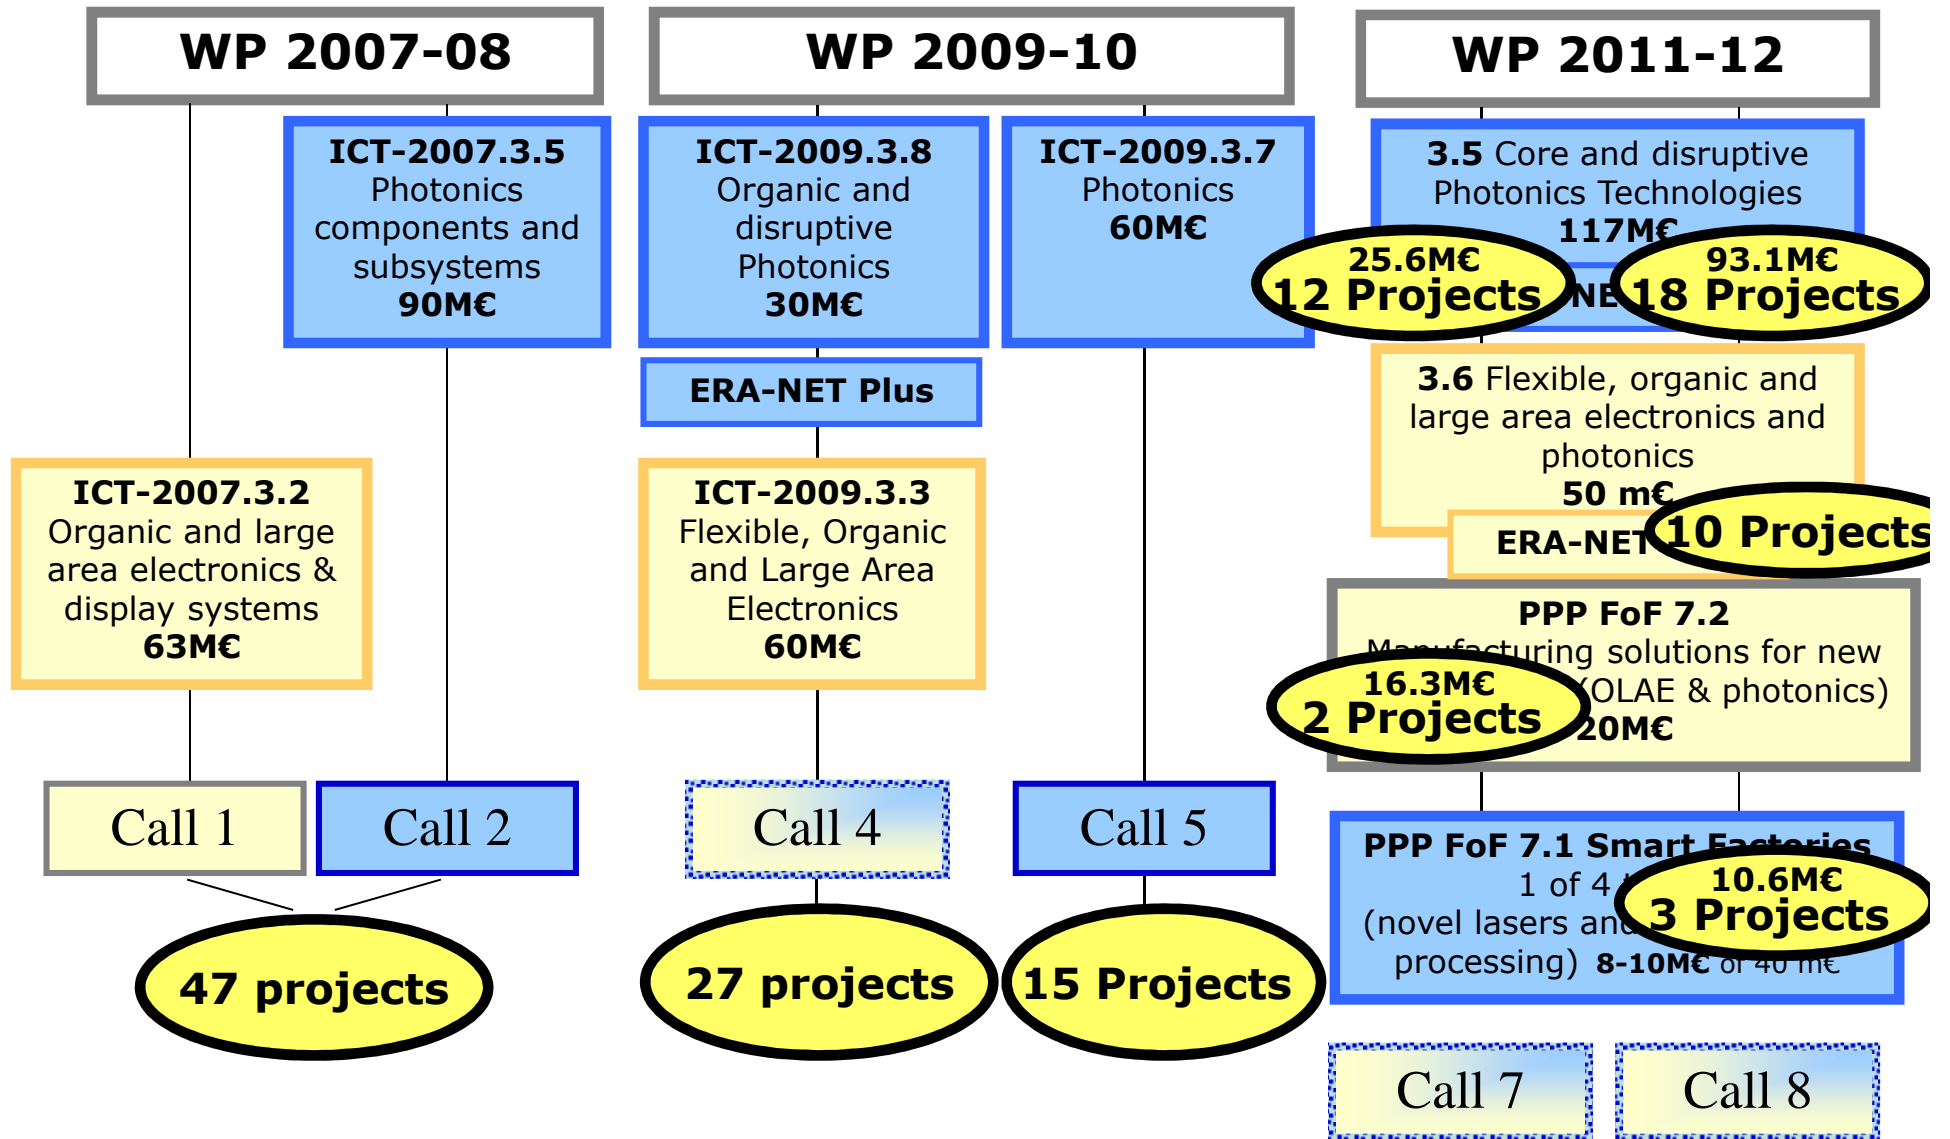 WP 2007-08
ICT-2007.3.5
Photonics
components and
subsystems
90M€
ICT-2007.3.2
Organic and large
area electronics &
display systems
63M€
Call 1
Call 2
47 projects
WP 2009-10
ICT-2009.3.8
Organic and
disruptive
Photonics
30M€
ERA-NET Plus
ICT-2009.3.3
Flexible, Organic
and Large Area
Electronics
60M€
Call 4
27 projects
ICT-2009.3.7
Photonics
60M€
Call 5
15 Projects
WP 2011-12
3.5 Core and disruptive
Photonics Technologies
117M€
25.6M€
12 Projects
93.1M€
18 Projects
3.6 Flexible, organic and
large area electronics and
photonics
50 m€
ERA-NET
10 Projects
PPP FoF 7.2
Manufacturing solutions for new
(OLAE & photonics)
20M€
16.3M€
2 Projects
PPP FoF 7.1 Smart Factories
1 of 4
(novel lasers and
processing) 8-10M€ of 40 m€
10.6M€
3 Projects
Call 7
Call 8